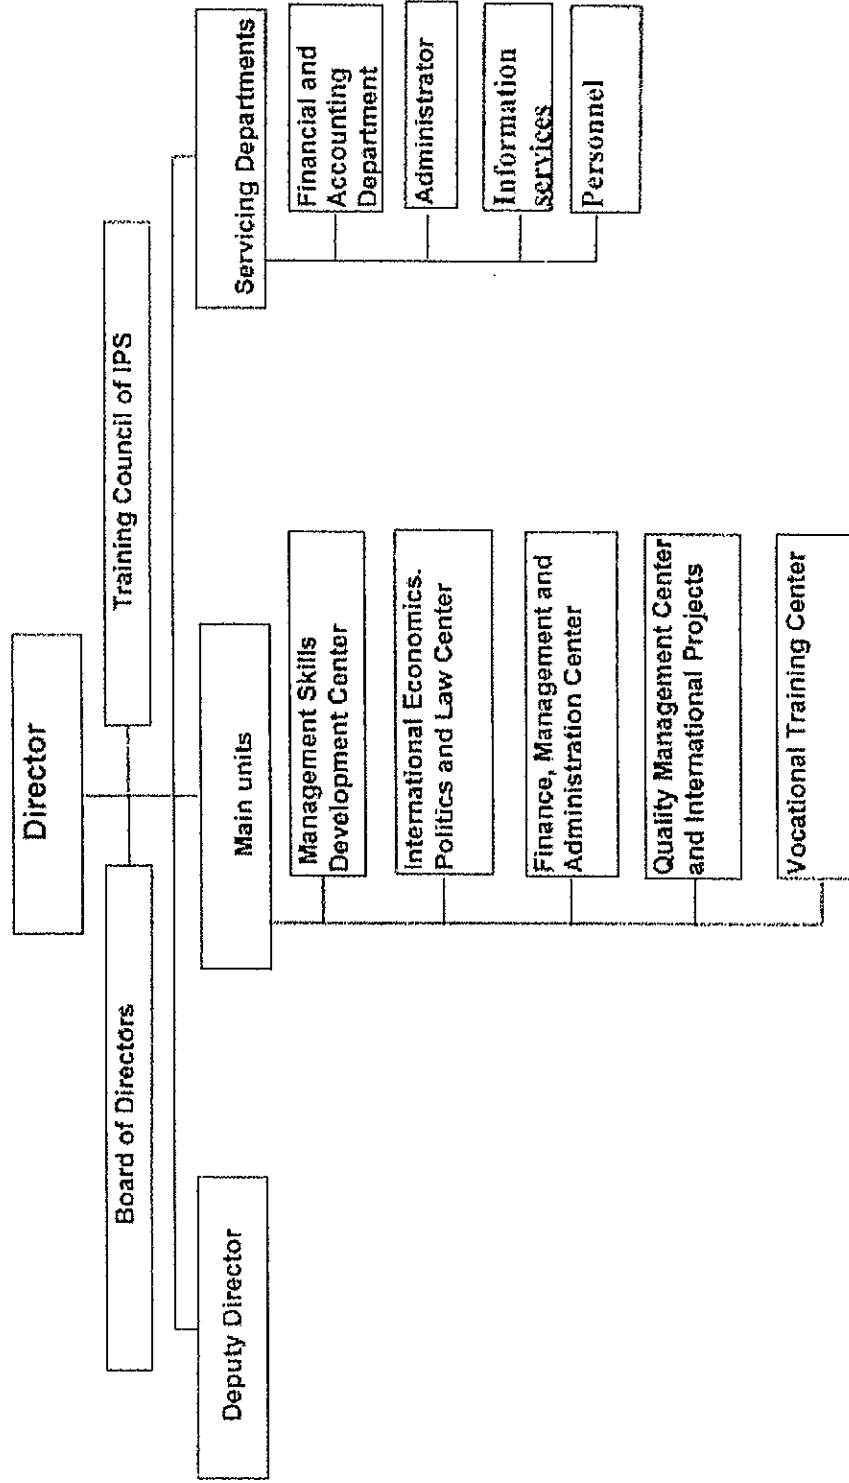 Director
Board of Directors
Training Council of IPS
Deputy Director
Main units
Servicing Departments
Management Skills
Development Center
International Economics.
Politics and Law Center
Finance, Management and
Administration Center
Quality Management Center
and International Projects
Vocational Training Center
Financial and
Accounting
Department
Administrator
Information
services
Personnel